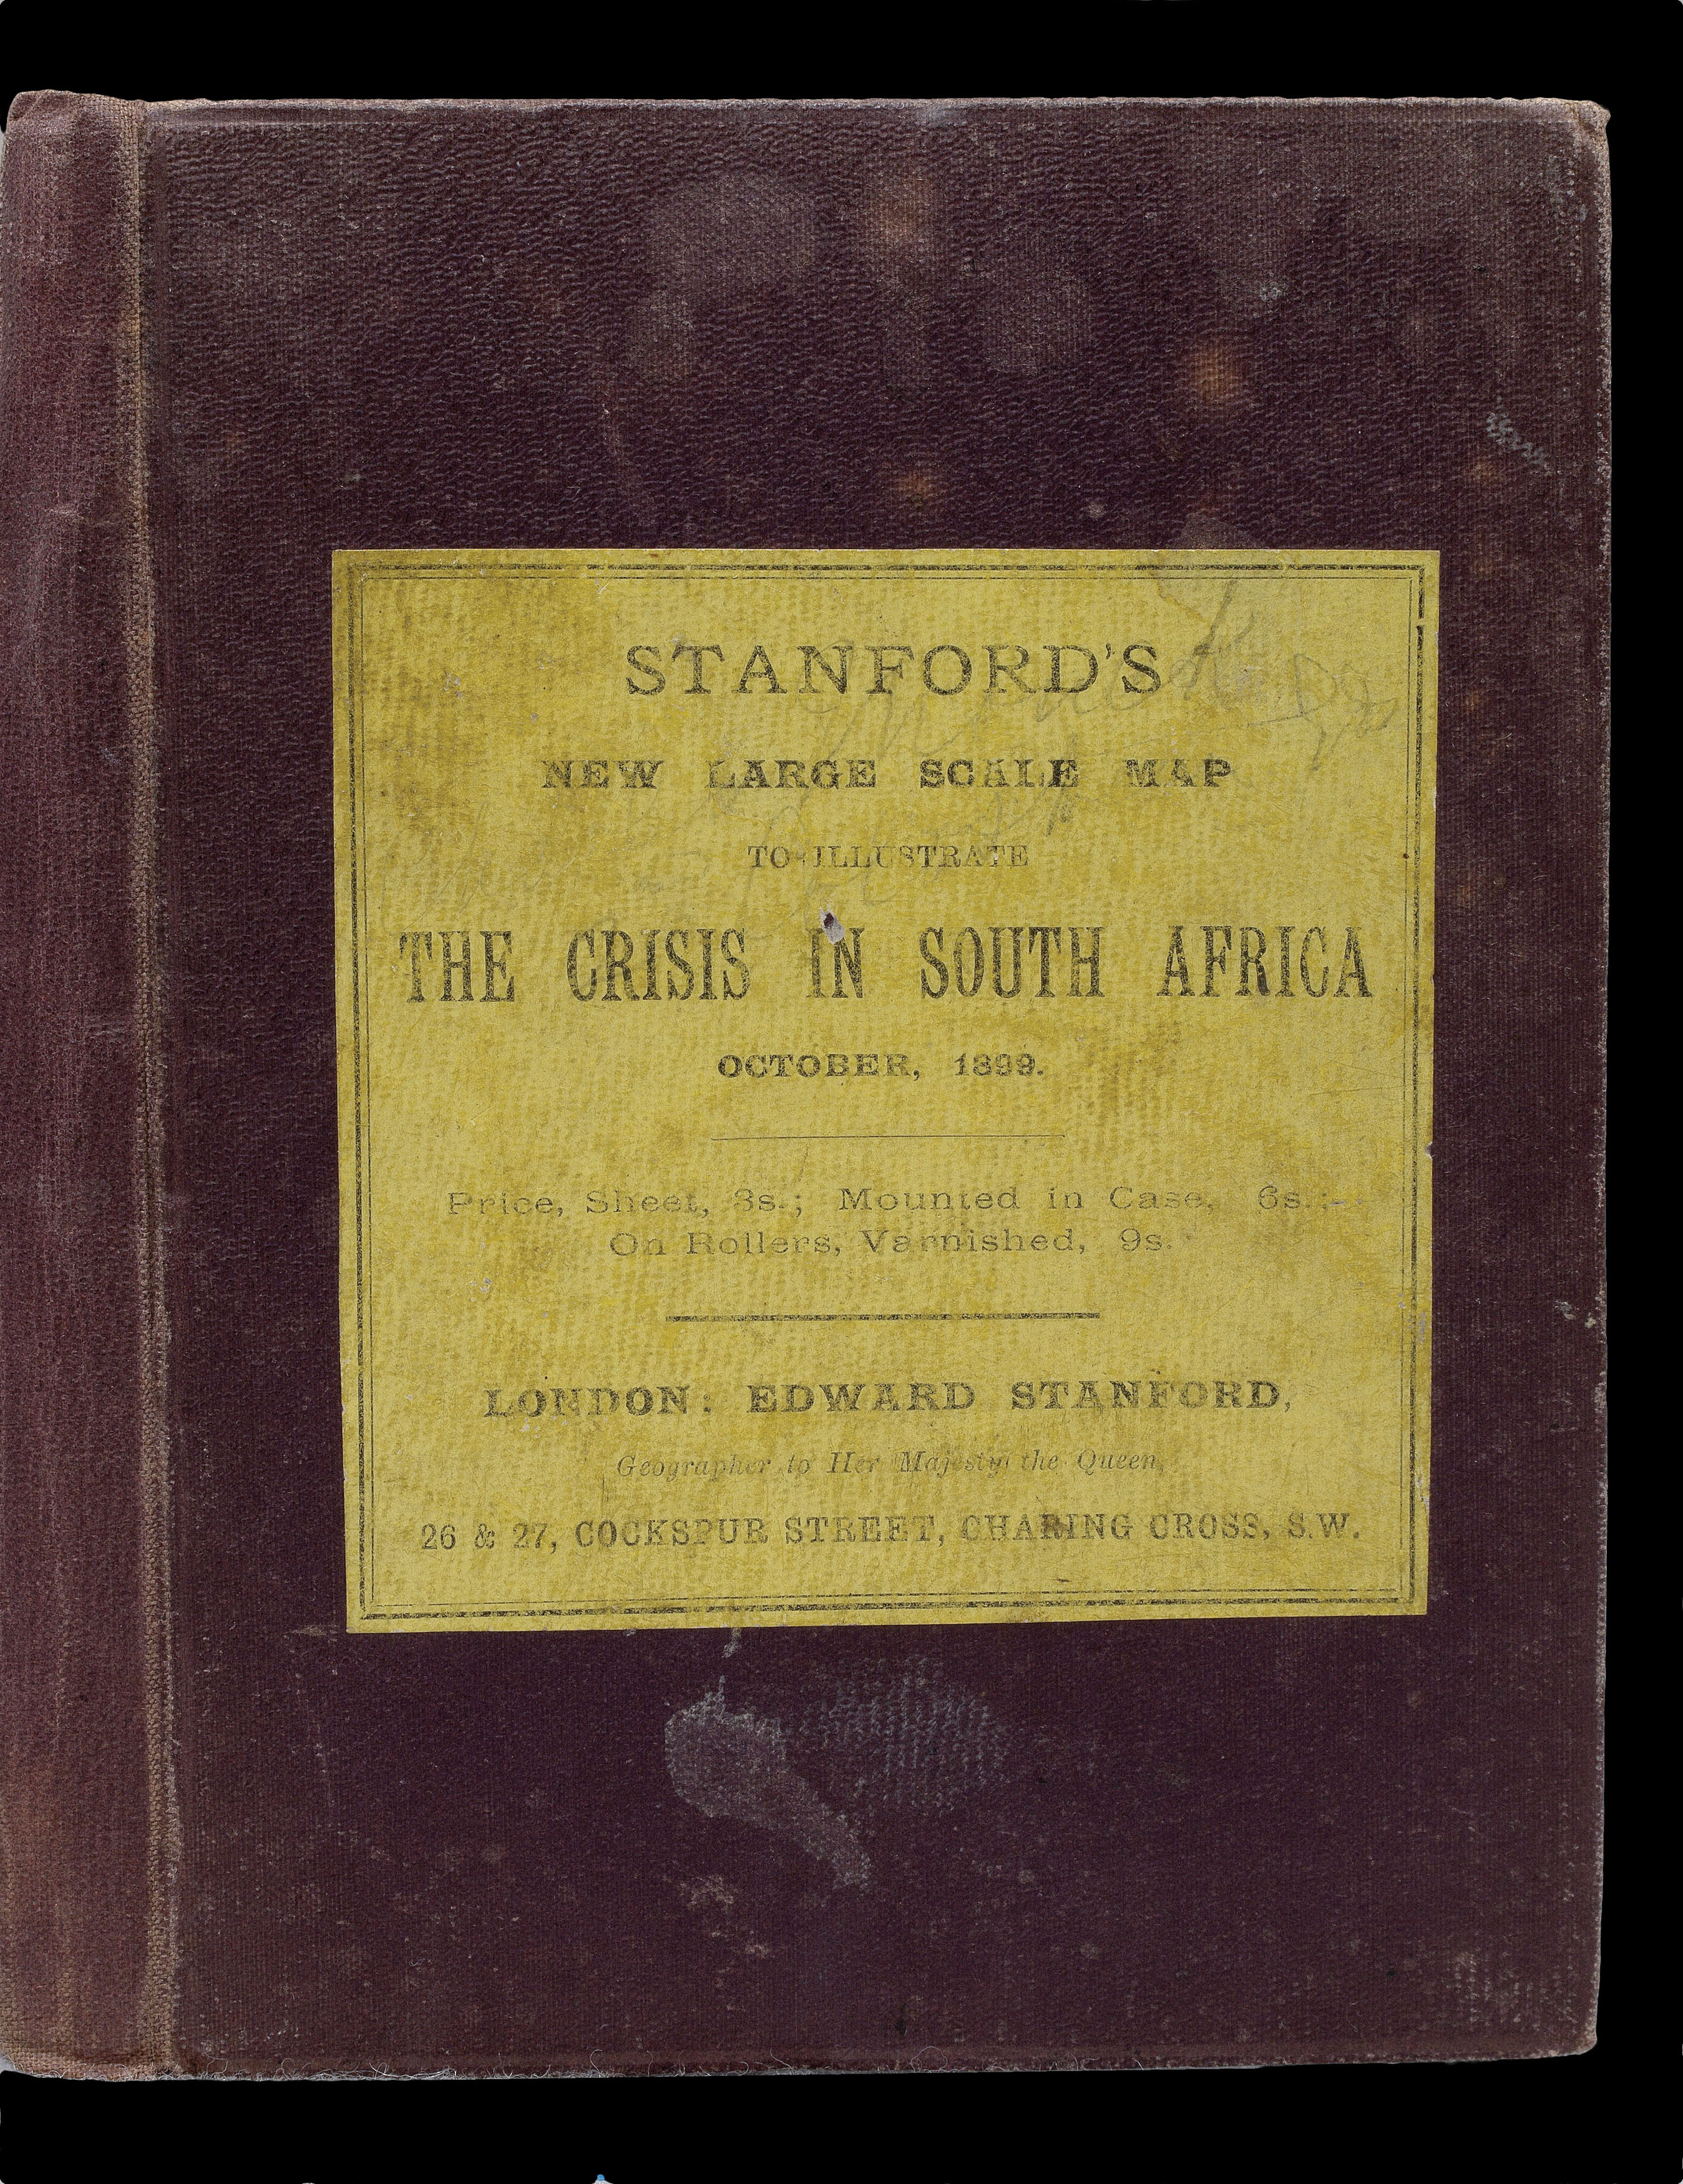 STANFORD'S
NEW LARGE SCALE MAP
TO ILLUSTRATE
THE CRISIS IN SOUTH AFRICA
OCTOBER, 1899.
Price, Sheet, 3s.; Mounted in Case, 6s.;
On Rollers, Varnished, 9s.
LONDON: EDWARD STANFORD,
Geographer to Her Majesty the Queen,
26 & 27, COCKSPUR STREET, CHARING CROSS, S.W.